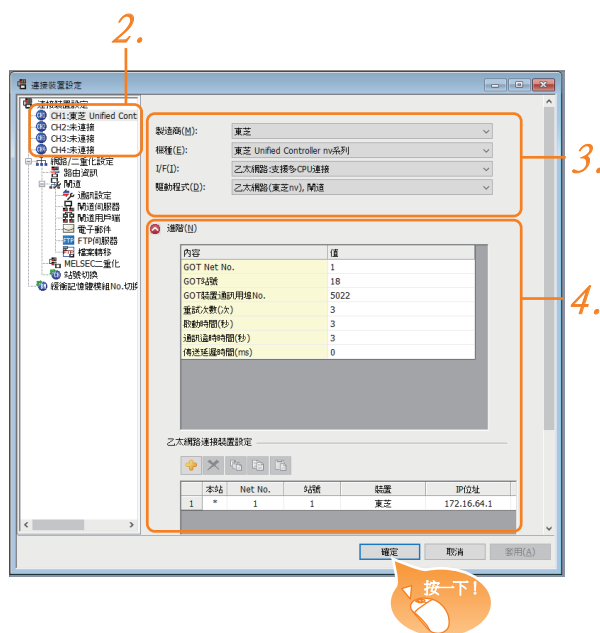 2.
連接裝置設定
連接裝置設定
CH1:東芝 Unified Cont
CH2:未連接
CH3:未連接
CH4:未連接
網路/二重化設定
路由資訊
閘道
通訊設定
閘道伺服器
閘道用戶端
電子郵件
FTP伺服器
檔案轉移
MELSEC二重化
站號切換
緩衝記憶體模組No.切換
製造商(M): 東芝
機種(E): 東芝 Unified Controller nv系列
I/F(I): 乙太網路:支援多CPU連接
驅動程式(D): 乙太網路(東芝nv), 閘道
3.
進階(N)
內容 值
GOT Net No. 1
GOT站號 18
GOT裝置通訊用埠No. 5022
重試次數(次) 3
啟動時間(秒) 3
通訊逾時時間(秒) 3
傳送延遲時間(ms) 0
4.
乙太網路連接裝置設定
本站 Net No. 站號 裝置 IP位址
1 * 1 1 東芝 172.16.64.1
確定 取消 套用(A)
按一下!